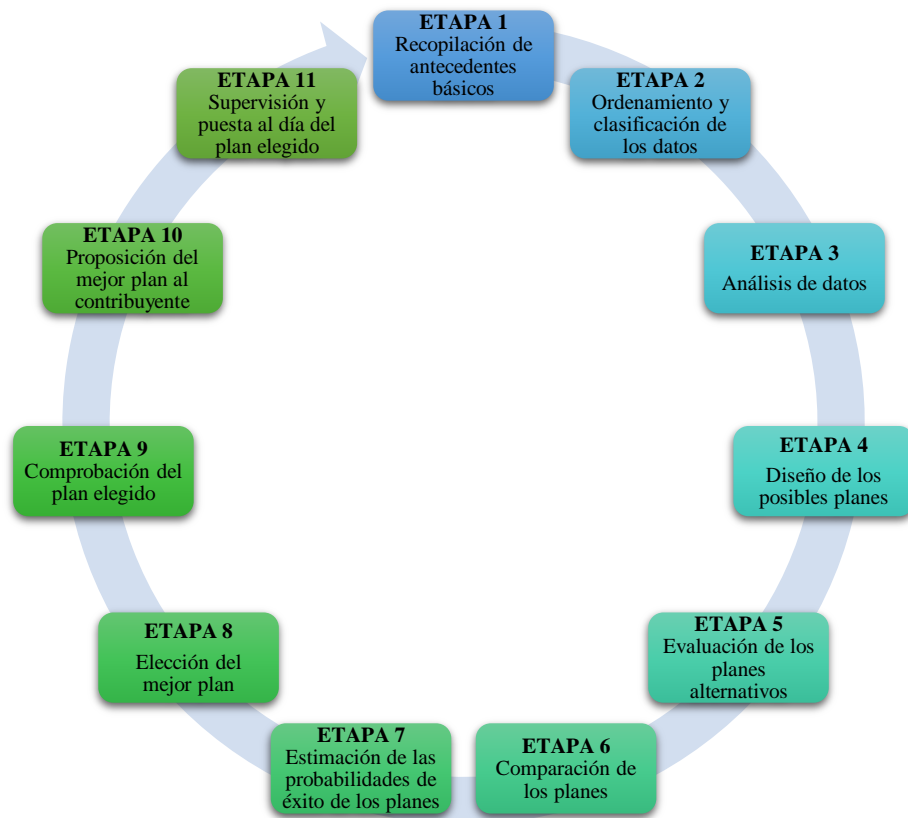 ETAPA 1
Recopilación de
antecedentes
básicos
ETAPA 2
Ordenamiento y
clasificación de
los datos
ETAPA 3
Análisis de datos
ETAPA 4
Diseño de los
posibles planes
ETAPA 5
Evaluación de los
planes
alternativos
ETAPA 6
Comparación de
los planes
ETAPA 7
Estimación de las
probabilidades de
éxito de los planes
ETAPA 8
Elección del
mejor plan
ETAPA 9
Comprobación del
plan elegido
ETAPA 10
Proposición del
mejor plan al
contribuyente
ETAPA 11
Supervisión y
puesta al día del
plan elegido